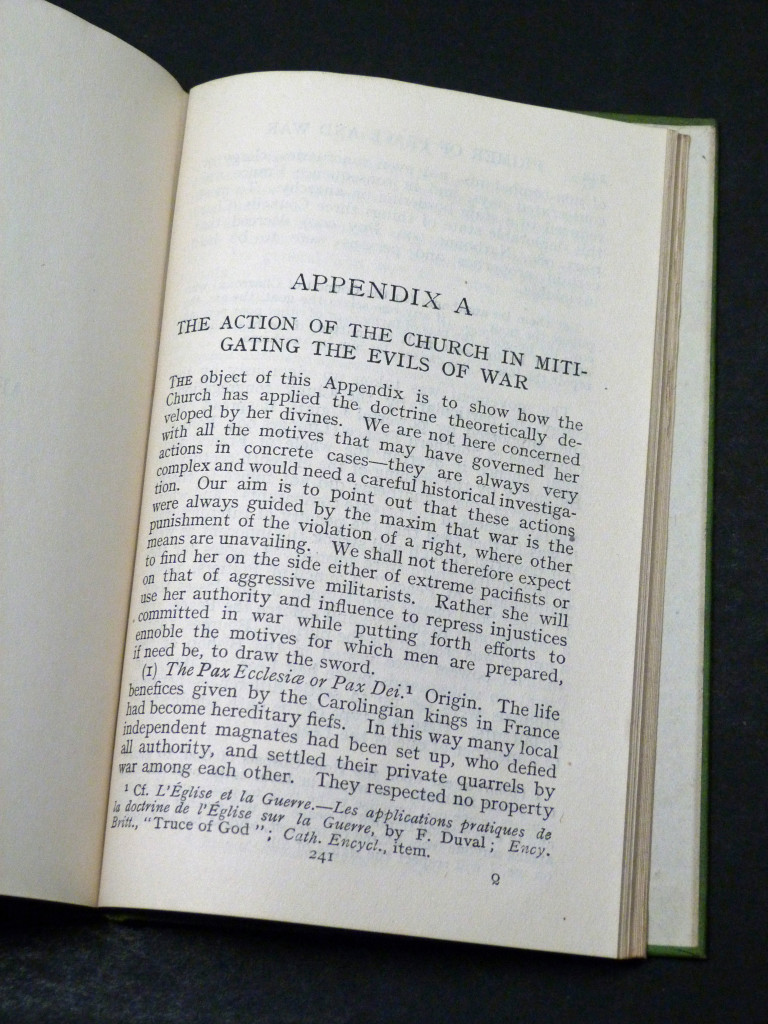 APPENDIX A
THE ACTION OF THE CHURCH IN MITI-
GATING THE EVILS OF WAR
THE object of this Appendix is to show how the
Church has applied the doctrine theoretically de-
veloped by her divines. We are not here concerned
with all the motives that may have governed her
actions in concrete cases—they are always very
complex and would need a careful historical investiga-
tion. Our aim is to point out that these actions
were always guided by the maxim that war is the
punishment of the violation of a right, where other
means are unavailing. We shall not therefore expect
to find her on the side either of extreme pacifists or
on that of aggressive militarists. Rather she will
use her authority and influence to repress injustices
committed in war while putting forth efforts to
ennoble the motives for which men are prepared,
if need be, to draw the sword.
(1) The Pax Ecclesiæ or Pax Dei.¹ Origin. The life
benefices given by the Carolingian kings in France
had become hereditary fiefs. In this way many local
independent magnates had been set up, who defied
all authority, and settled their private quarrels by
war among each other. They respected no property
¹ Cf. L'Église et la Guerre.—Les applications pratiques de
la doctrine de l'Église sur la Guerre, by F. Duval; Ency.
Britt., "Truce of God"; Cath. Encycl., item.
241
Q